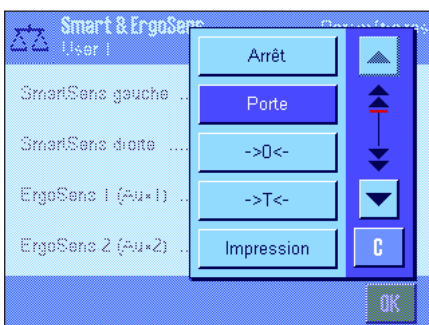 Smart & ErgoSens
User 1
Arrêt
SmartSens gauche ...
Porte
SmartSens droite ....
->0<-
ErgoSens 1 (Aux1) ..
->T<-
ErgoSens 2 (Aux2) ..
Impression
C
OK